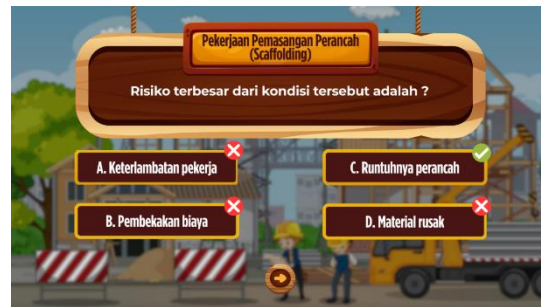 Pekerjaan Pemasangan Perancah
(Scaffolding)
Risiko terbesar dari kondisi tersebut adalah ?
A. Keterlambatan pekerja
C. Runtuhnya perancah
B. Pembekakan biaya
D. Material rusak